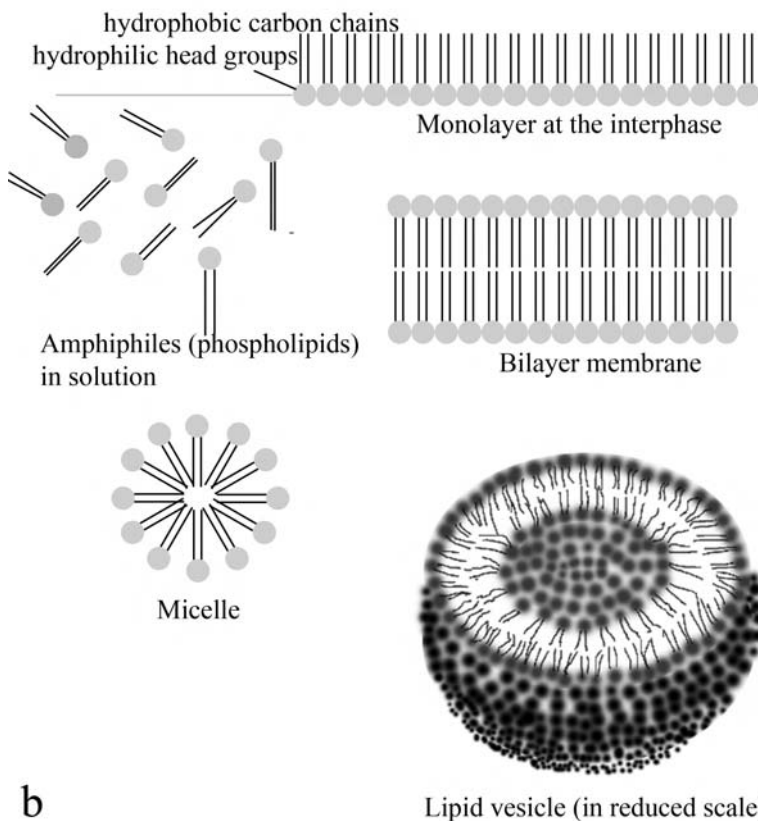 hydrophobic carbon chains
hydrophilic head groups
Monolayer at the interphase
Amphiphiles (phospholipids)
in solution
Bilayer membrane
Micelle
b
Lipid vesicle (in reduced scale